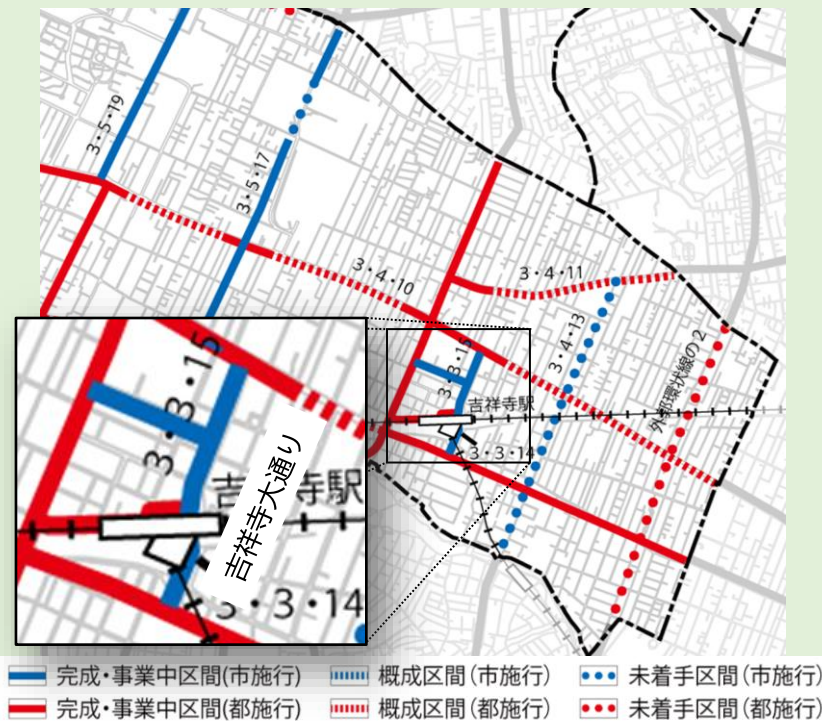 3・5・19
3・5・17
3・4・10
3・4・11
3・4・13
外郭環状線の2
3・3・15
吉祥寺駅
3・3・14
3・3・15
吉祥寺大通り
吉
寺駅
3・3・14
完成・事業中区間(市施行)
概成区間(市施行)
未着手区間(市施行)
完成・事業中区間(都施行)
概成区間(都施行)
未着手区間(都施行)